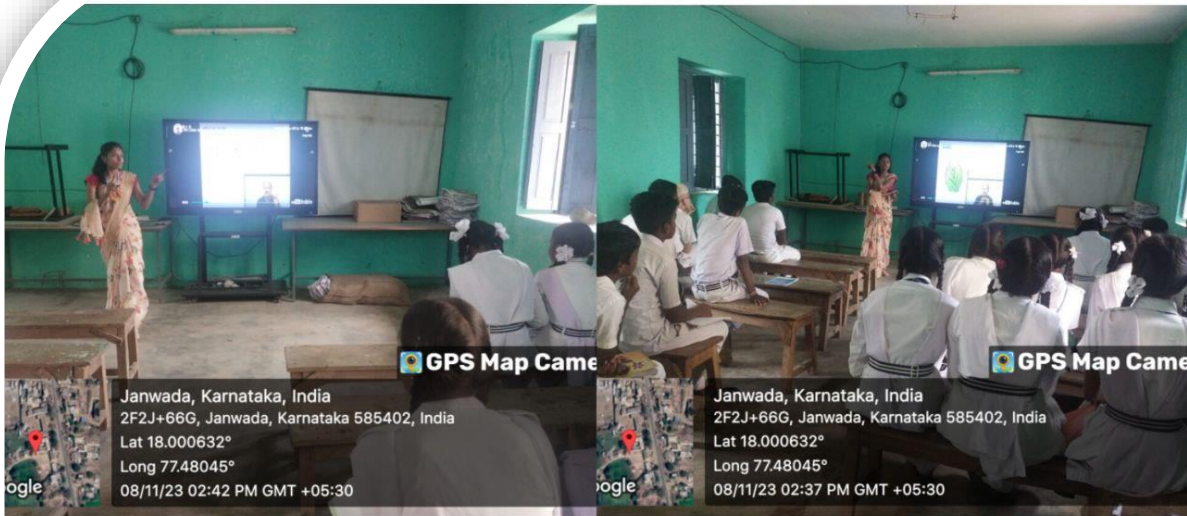 GPS Map Came
Janwada, Karnataka, India
2F2J+66G, Janwada, Karnataka 585402, India
Lat 18.000632°
Long 77.48045°
08/11/23 02:42 PM GMT +05:30
oogle
GPS Map Came
Janwada, Karnataka, India
2F2J+66G, Janwada, Karnataka 585402, India
Lat 18.000632°
Long 77.48045°
08/11/23 02:37 PM GMT +05:30
oogle